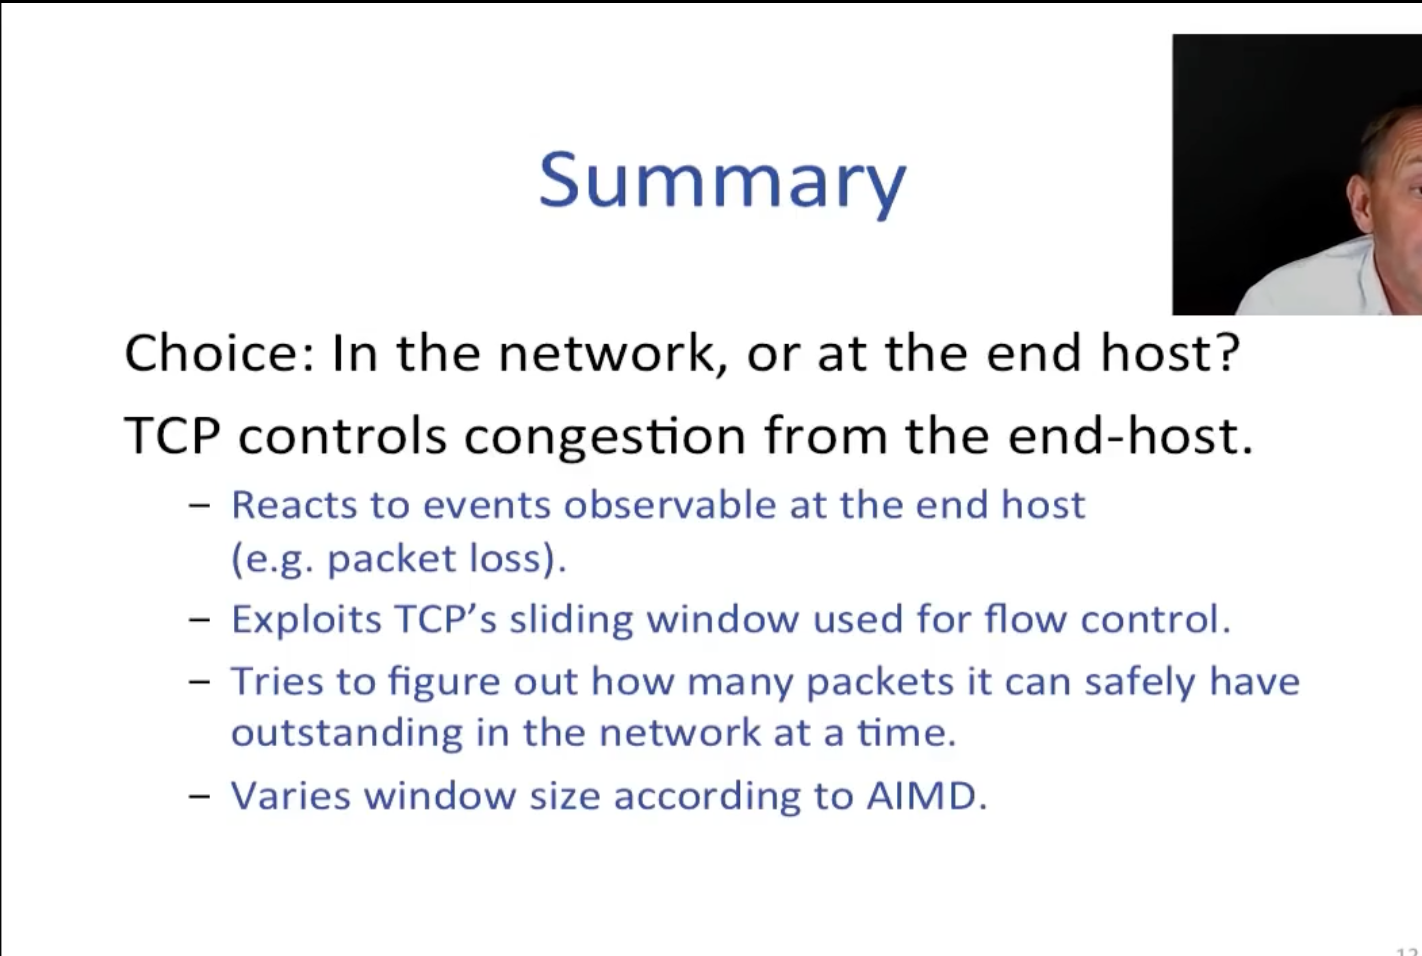 Summary
Choice: In the network, or at the end host?
TCP controls congestion from the end-host.
– Reacts to events observable at the end host
(e.g. packet loss).
– Exploits TCP’s sliding window used for flow control.
– Tries to figure out how many packets it can safely have
outstanding in the network at a time.
– Varies window size according to AIMD.